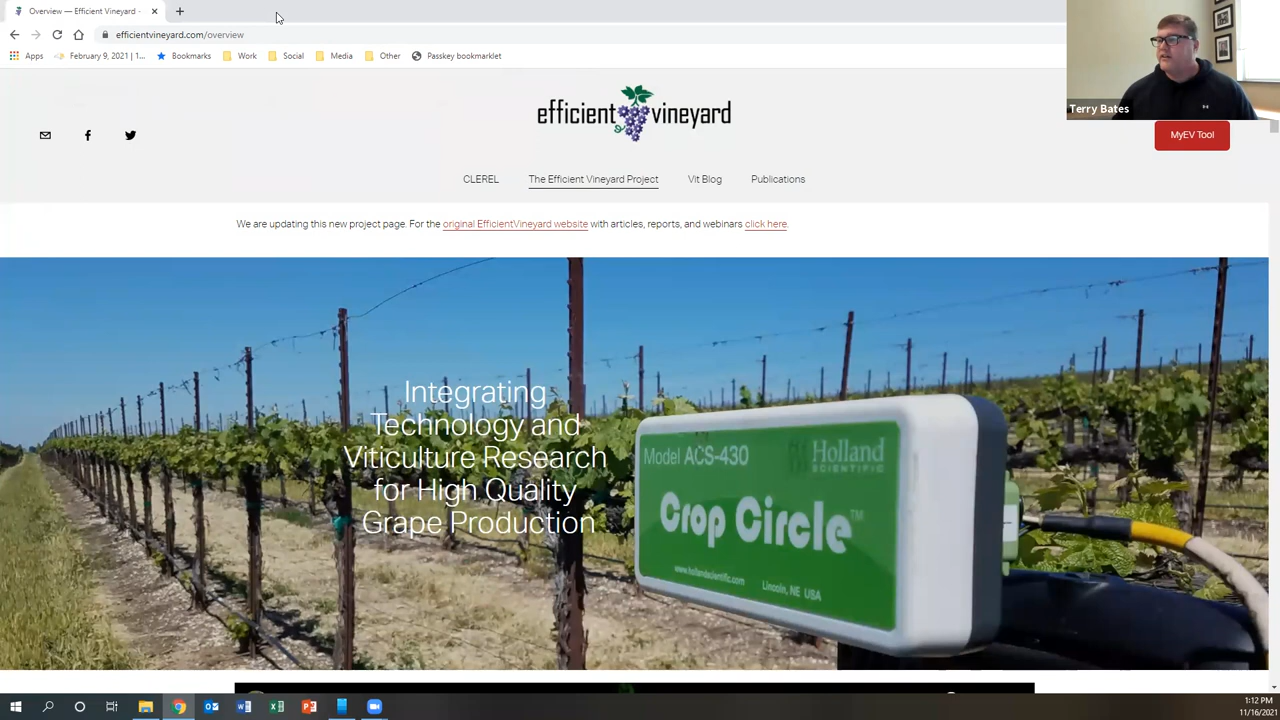 Overview — Efficient Vineyard -
efficientvineyard.com/overview
Apps
February 9, 2021 | 1...
Bookmarks
Work
Social
Media
Other
Passkey bookmarklet
Terry Bates
efficient vineyard
MyEV Tool
CLEREL
The Efficient Vineyard Project
Vit Blog
Publications
We are updating this new project page. For the original EfficientVineyard website with articles, reports, and webinars click here.
Integrating
Technology and
Viticulture Research
for High Quality
Grape Production
Model ACS-430
Holland
SCIENTIFIC
Crop Circle™
www.hollandscientific.com
Lincoln, NE USA
1:12 PM
11/16/2021